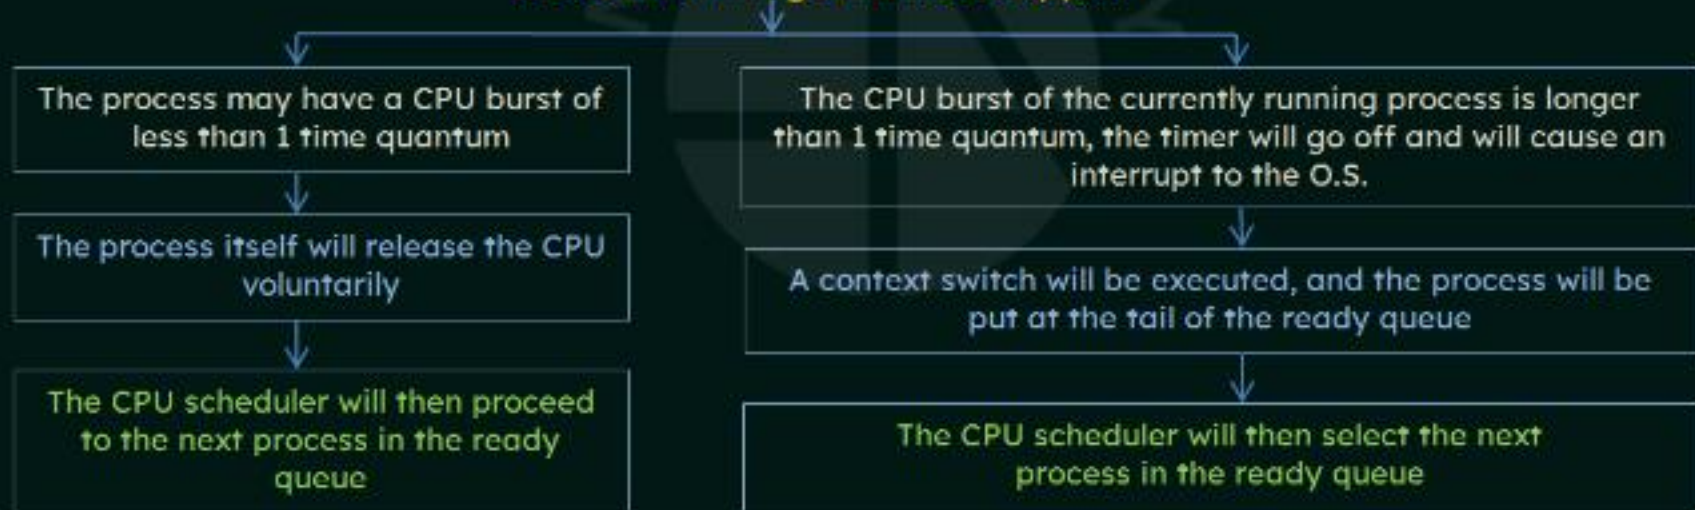 The process may have a CPU burst of
less than 1 time quantum
The process itself will release the CPU
voluntarily
The CPU scheduler will then proceed
to the next process in the ready
queue
The CPU burst of the currently running process is longer
than 1 time quantum, the timer will go off and will cause an
interrupt to the O.S.
A context switch will be executed, and the process will be
put at the tail of the ready queue
The CPU scheduler will then select the next
process in the ready queue